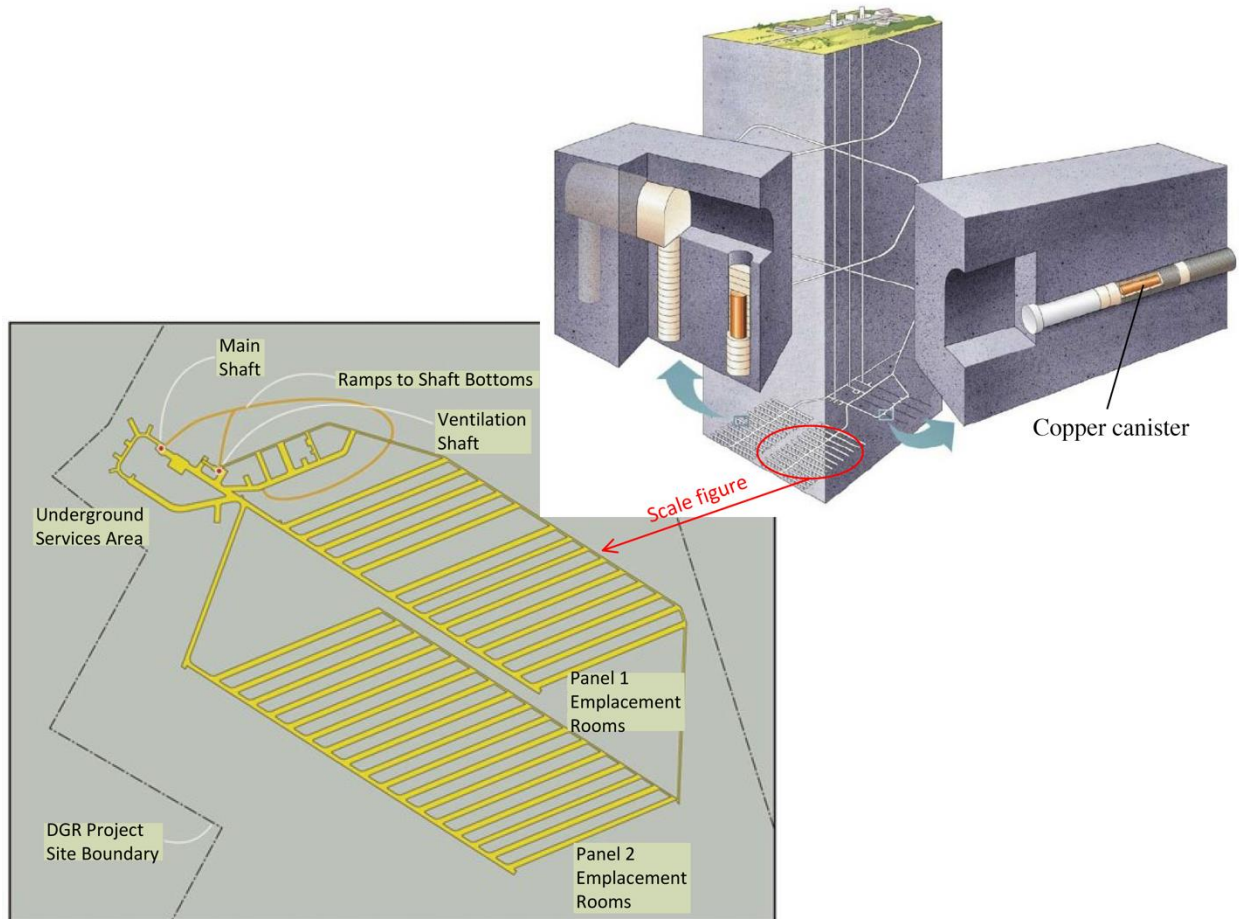 Main
Shaft
Ramps to Shaft Bottoms
Ventilation
Shaft
Underground
Services Area
Panel 1
Emplacement
Rooms
DGR Project
Site Boundary
Panel 2
Emplacement
Rooms
Scale figure
Copper canister